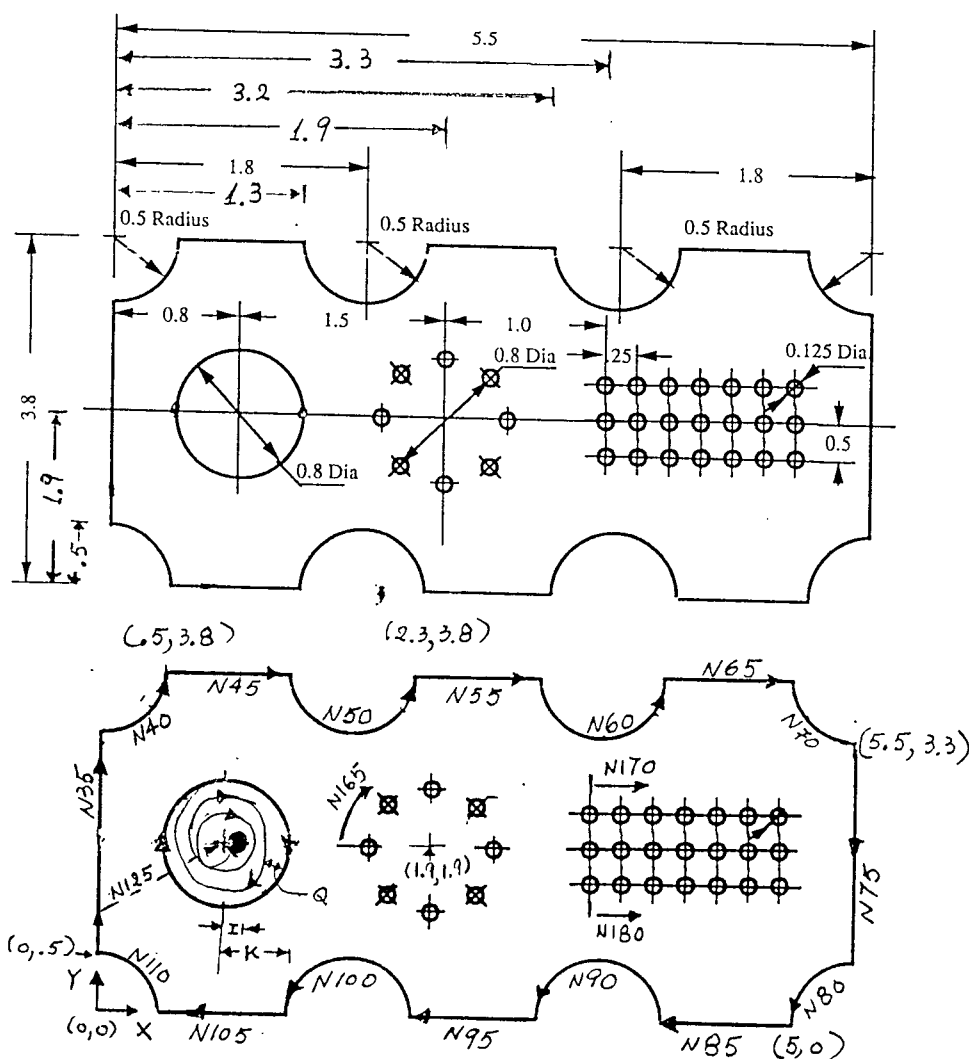 5.5
3.3
3.2
1.9
1.8
1.8
1.3
0.5 Radius
0.5 Radius
0.5 Radius
0.8
1.5
1.0
.25
0.8 Dia
0.125 Dia
3.8
1.9
.5
0.8 Dia
0.5
(.5, 3.8)
(2.3, 3.8)
N45
N55
N65
N40
N50
N60
N70
(5.5, 3.3)
N35
N165
N170
(1.9, 1.9)
N125
Q
N75
I
K
N180
(0, .5)
N110
N100
N90
N80
Y
(0,0)
X
N105
N95
N85
(5,0)